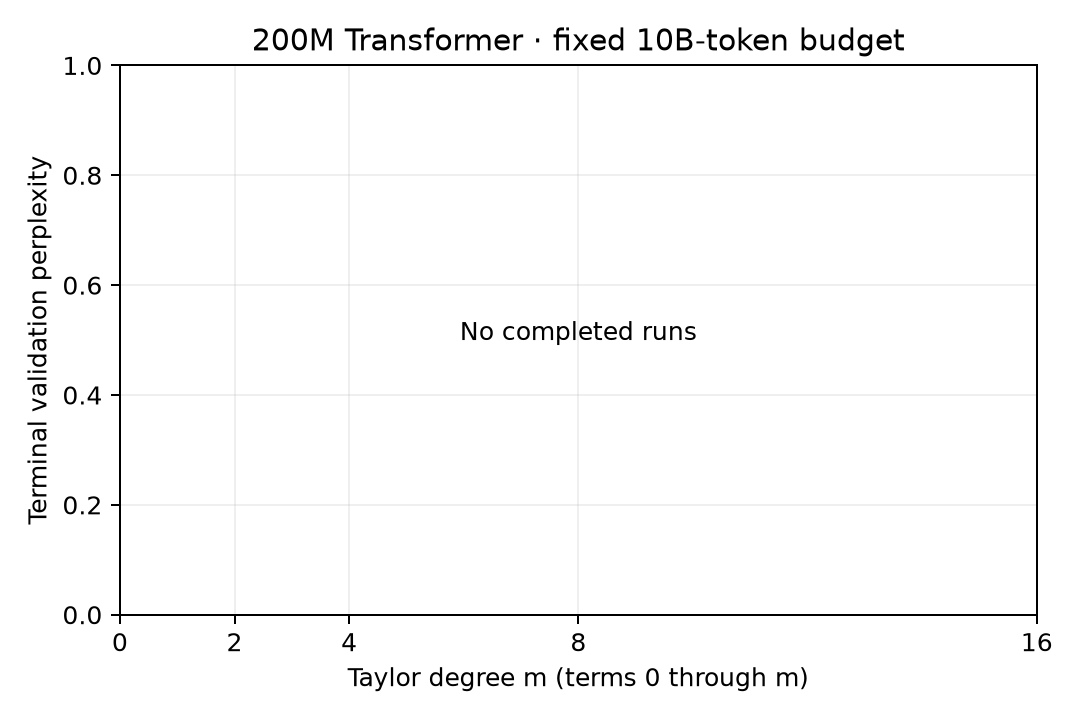 200M Transformer · fixed 10B-token budget
Terminal validation perplexity
1.0
0.8
0.6
0.4
0.2
0.0
No completed runs
0 2 4 8 16
Taylor degree m (terms 0 through m)